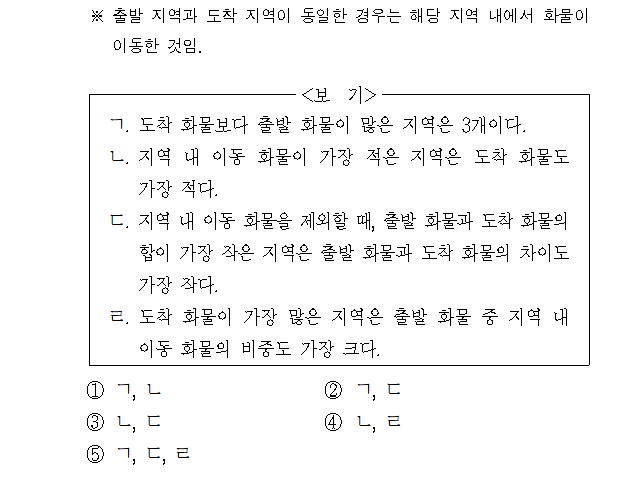 ※ 출발 지역과 도착 지역이 동일한 경우는 해당 지역 내에서 화물이
이동한 것임.
<보 기>
ㄱ. 도착 화물보다 출발 화물이 많은 지역은 3개이다.
ㄴ. 지역 내 이동 화물이 가장 적은 지역은 도착 화물도
가장 적다.
ㄷ. 지역 내 이동 화물을 제외할 때, 출발 화물과 도착 화물의
합이 가장 작은 지역은 출발 화물과 도착 화물의 차이도
가장 작다.
ㄹ. 도착 화물이 가장 많은 지역은 출발 화물 중 지역 내
이동 화물의 비중도 가장 크다.
① ㄱ, ㄴ ② ㄱ, ㄷ
③ ㄴ, ㄷ ④ ㄴ, ㄹ
⑤ ㄱ, ㄷ, ㄹ